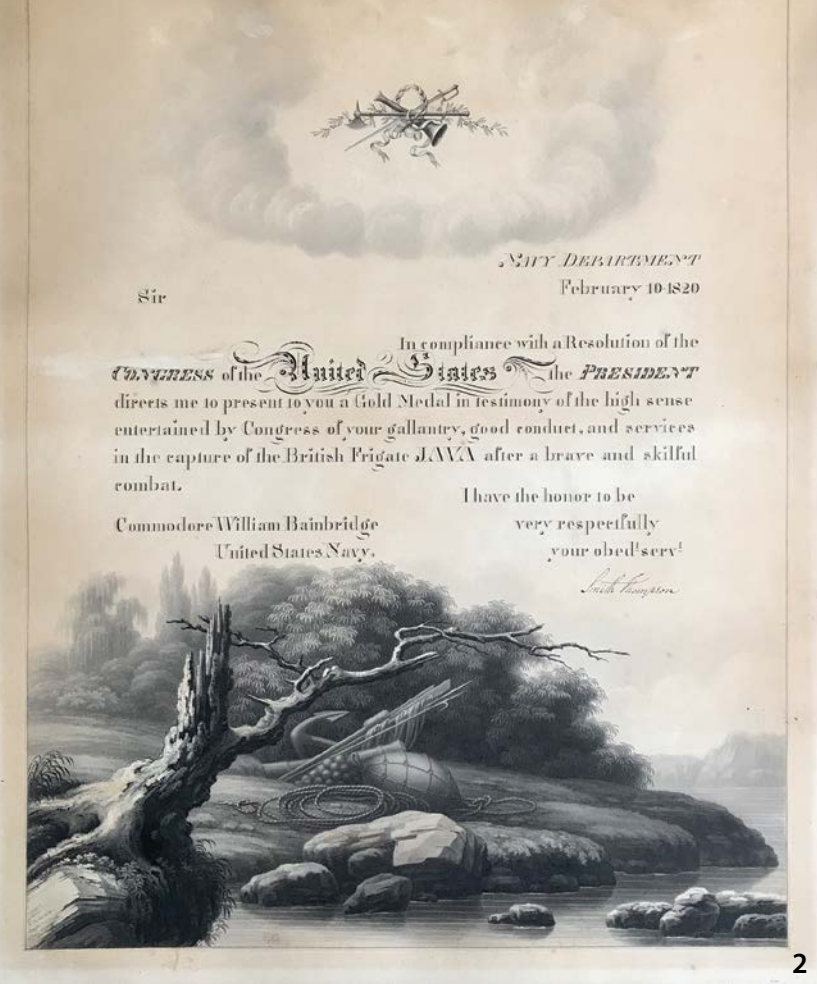 NAVY DEPARTMENT
February 10 1820
Sir
In compliance with a Resolution of the
CONGRESS of the United States the PRESIDENT
directs me to present to you a Gold Medal in testimony of the high sense
entertained by Congress of your gallantry, good conduct, and services
in the capture of the British Frigate JAVA after a brave and skilful
combat.
I have the honor to be
very respectfully
your obedt servt
Commodore William Bainbridge
United States Navy.
Smith Thompson
2